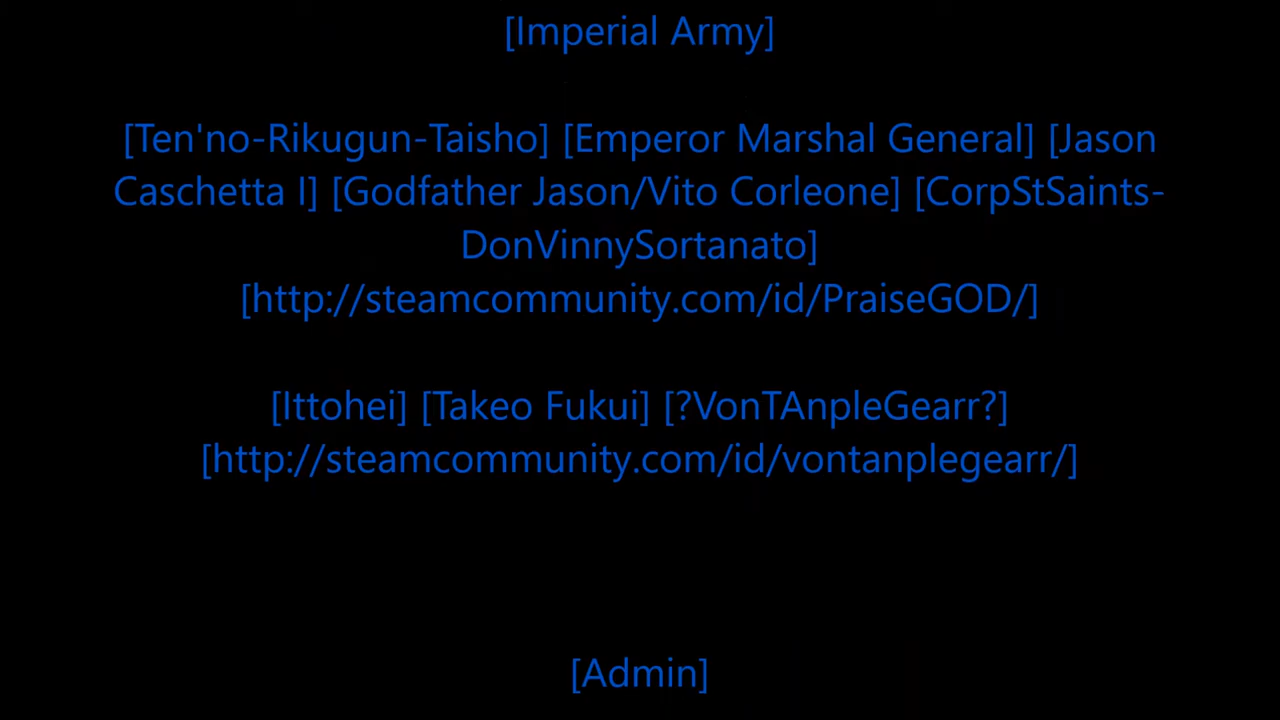 [Imperial Army]
[Ten'no-Rikugun-Taisho] [Emperor Marshal General] [Jason
Caschetta I] [Godfather Jason/Vito Corleone] [CorpStSaints-
DonVinnySortanato]
[http://steamcommunity.com/id/PraiseGOD/]
[Ittohei] [Takeo Fukui] [?VonTAnpleGearr?]
[http://steamcommunity.com/id/vontanplegearr/]
[Admin]